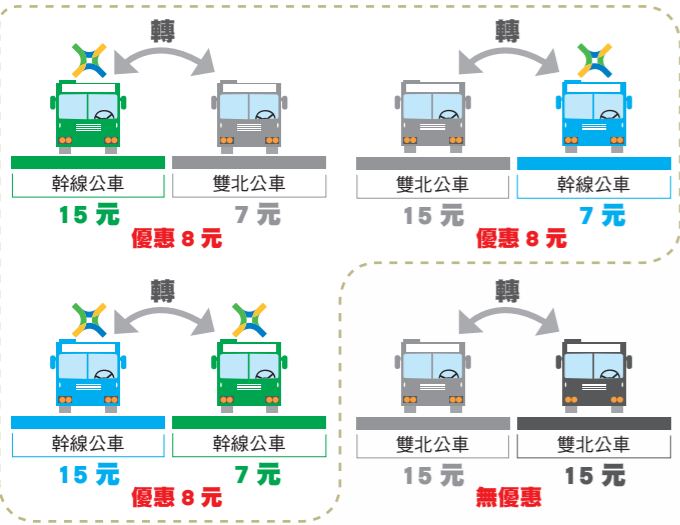 轉
幹線公車 雙北公車
15 元 7 元
優惠 8 元
轉
雙北公車 幹線公車
15 元 7 元
優惠 8 元
轉
幹線公車 幹線公車
15 元 7 元
優惠 8 元
轉
雙北公車 雙北公車
15 元 15 元
無優惠